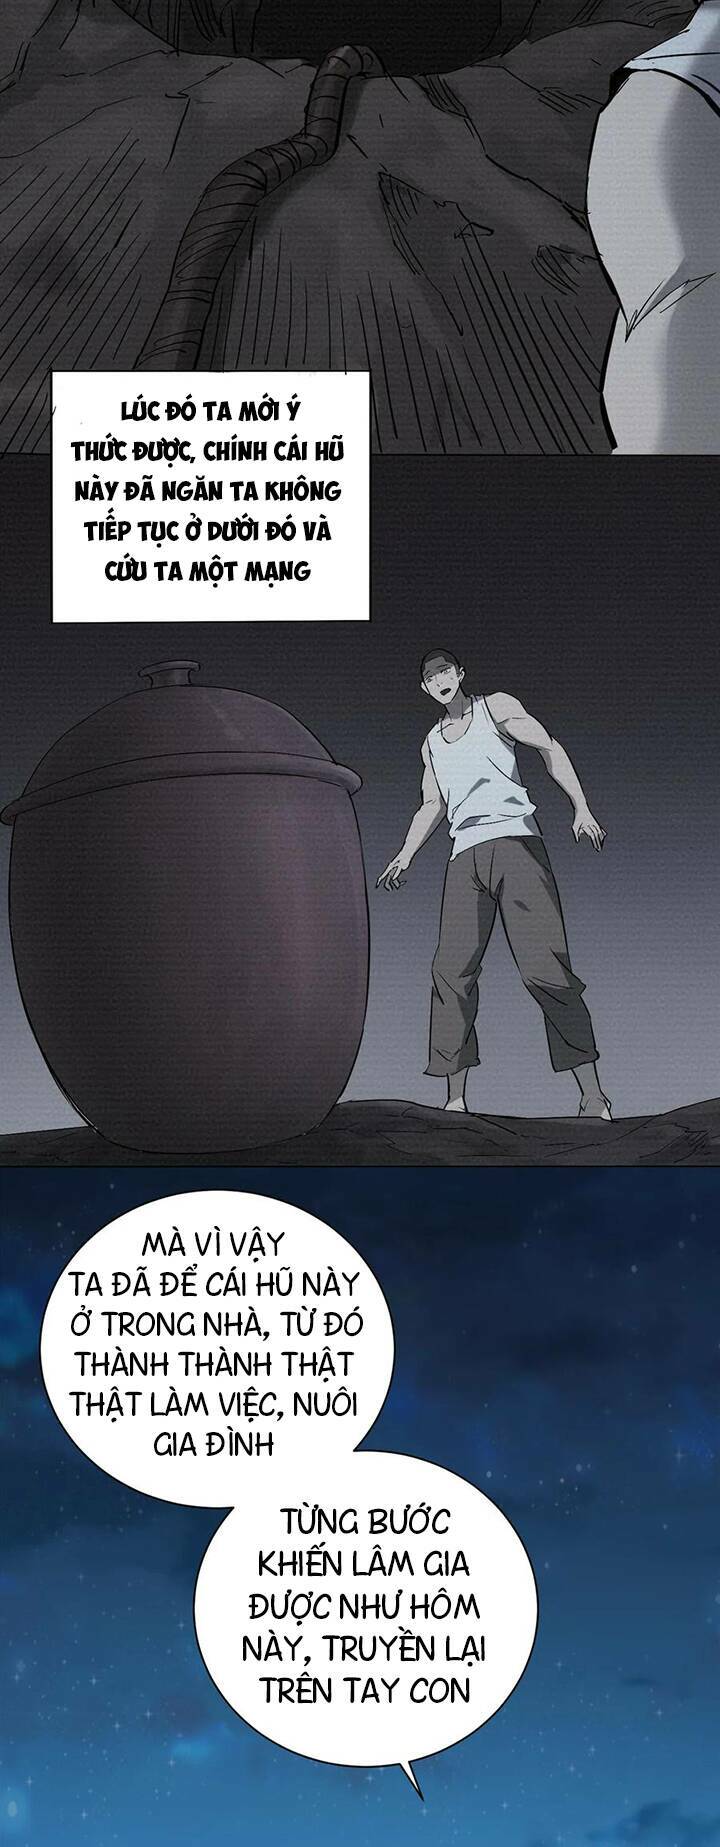 LÚC ĐÓ TA MỚI Ý
THỨC ĐƯỢC, CHÍNH CÁI HŨ
NÀY ĐÃ NGĂN TA KHÔNG
TIẾP TỤC Ở DƯỚI ĐÓ VÀ
CỨU TA MỘT MẠNG
MÀ VÌ VẬY
TA ĐÃ ĐỂ CÁI HŨ NÀY
Ở TRONG NHÀ, TỪ ĐÓ
THÀNH THÀNH THẬT
THẬT LÀM VIỆC, NUÔI
GIA ĐÌNH
TỪNG BƯỚC
KHIẾN LÂM GIA
ĐƯỢC NHƯ HÔM
NÀY, TRUYỀN LẠI
TRÊN TAY CON